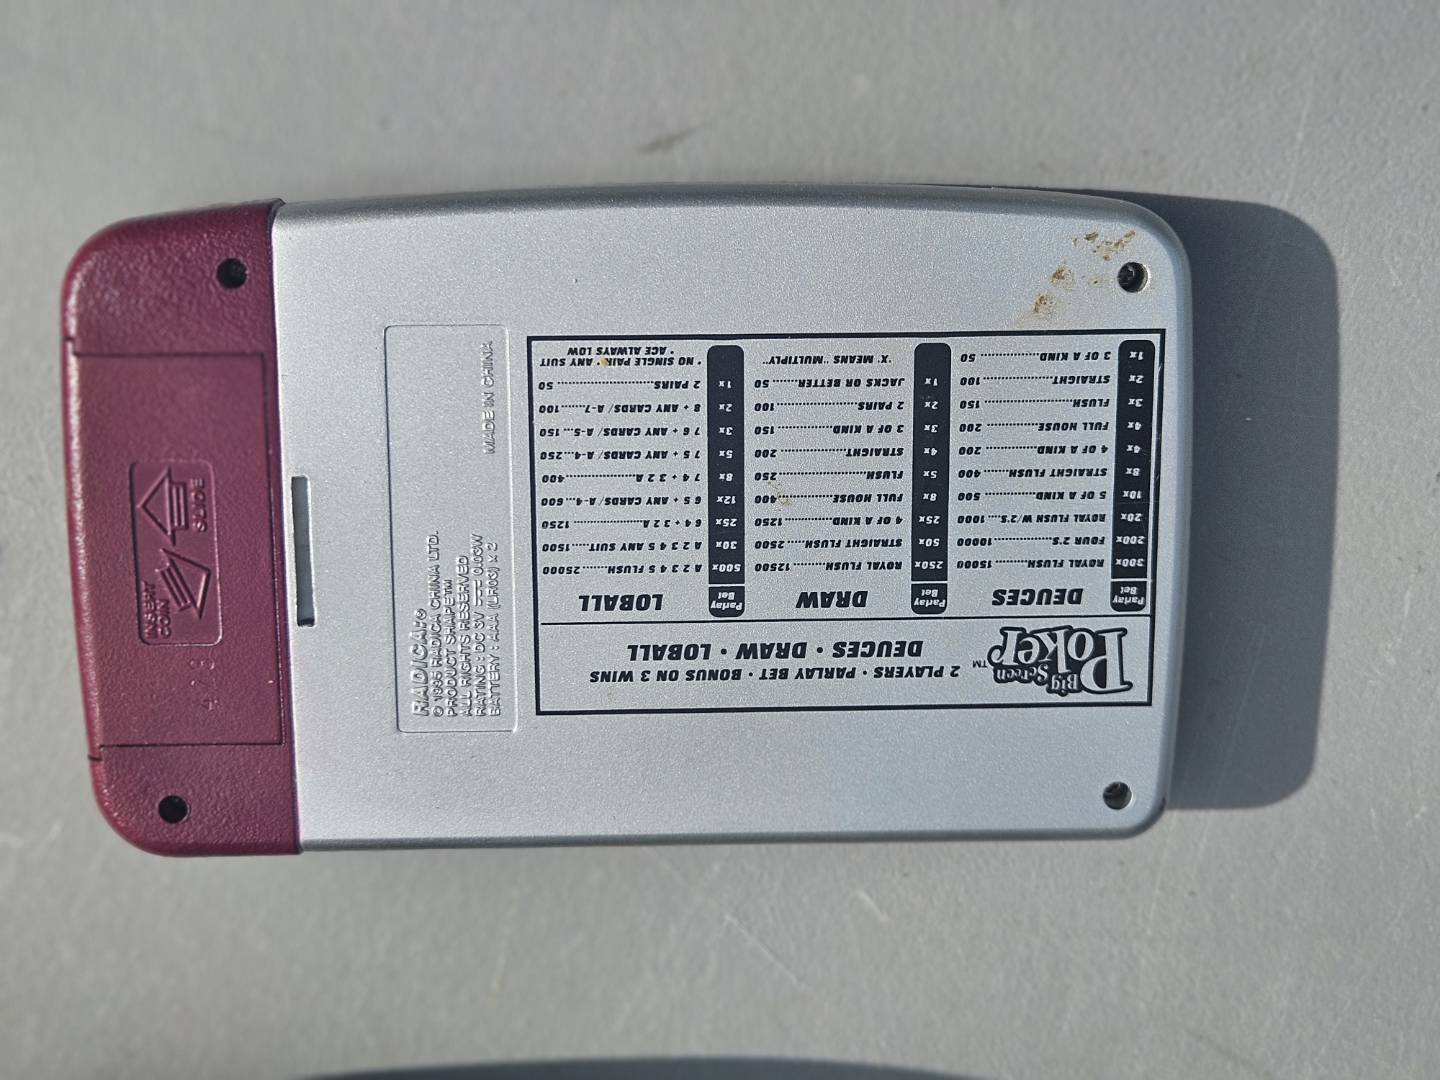 Big Screen
Poker™
2 PLAYERS · PARLAY BET · BONUS ON 3 WINS
DEUCES · DRAW · LOBALL
Parlay Bet DEUCES
300x ROYAL FLUSH........ 15000
200x FOUR 2'S.............. 10000
20x ROYAL FLUSH W/2'S.... 1000
10x 5 OF A KIND............... 500
8x STRAIGHT FLUSH....... 400
4x 4 OF A KIND............... 200
4x FULL HOUSE............... 200
3x FLUSH......................... 150
2x STRAIGHT................... 100
1x 3 OF A KIND............... 50
Parlay Bet DRAW
250x ROYAL FLUSH........ 12500
50x STRAIGHT FLUSH..... 2500
25x 4 OF A KIND............ 1250
8x FULL HOUSE............ 400
5x FLUSH..................... 250
4x STRAIGHT................ 200
3x 3 OF A KIND............ 150
2x 2 PAIRS................... 100
1x JACKS OR BETTER...... 50
'X' MEANS "MULTIPLY"
Parlay Bet LOBALL
500x A 2 3 4 5 FLUSH..... 25000
30x A 2 3 4 5 ANY SUIT.... 1500
25x 6 4 + 3 2 A................. 1250
12x 6 5 + ANY CARDS/ A-4... 600
8x 7 4 + 3 2 A................... 400
5x 7 5 + ANY CARDS/ A-4...250
3x 7 6 + ANY CARDS/ A-5... 150
2x 8 + ANY CARDS/ A-7...... 100
1x 2 PAIRS....................... 50
• NO SINGLE PAIR • ANY SUIT
• ACE ALWAYS LOW
RADICA®
© 1995 RADICA CHINA LTD.
PRODUCT SHAPE™
ALL RIGHTS RESERVED
RATING : DC 3V ⎓ 0.03W
BATTERY : AAA (LR03) x 2
MADE IN CHINA
INSERT
COIN
SLIDE